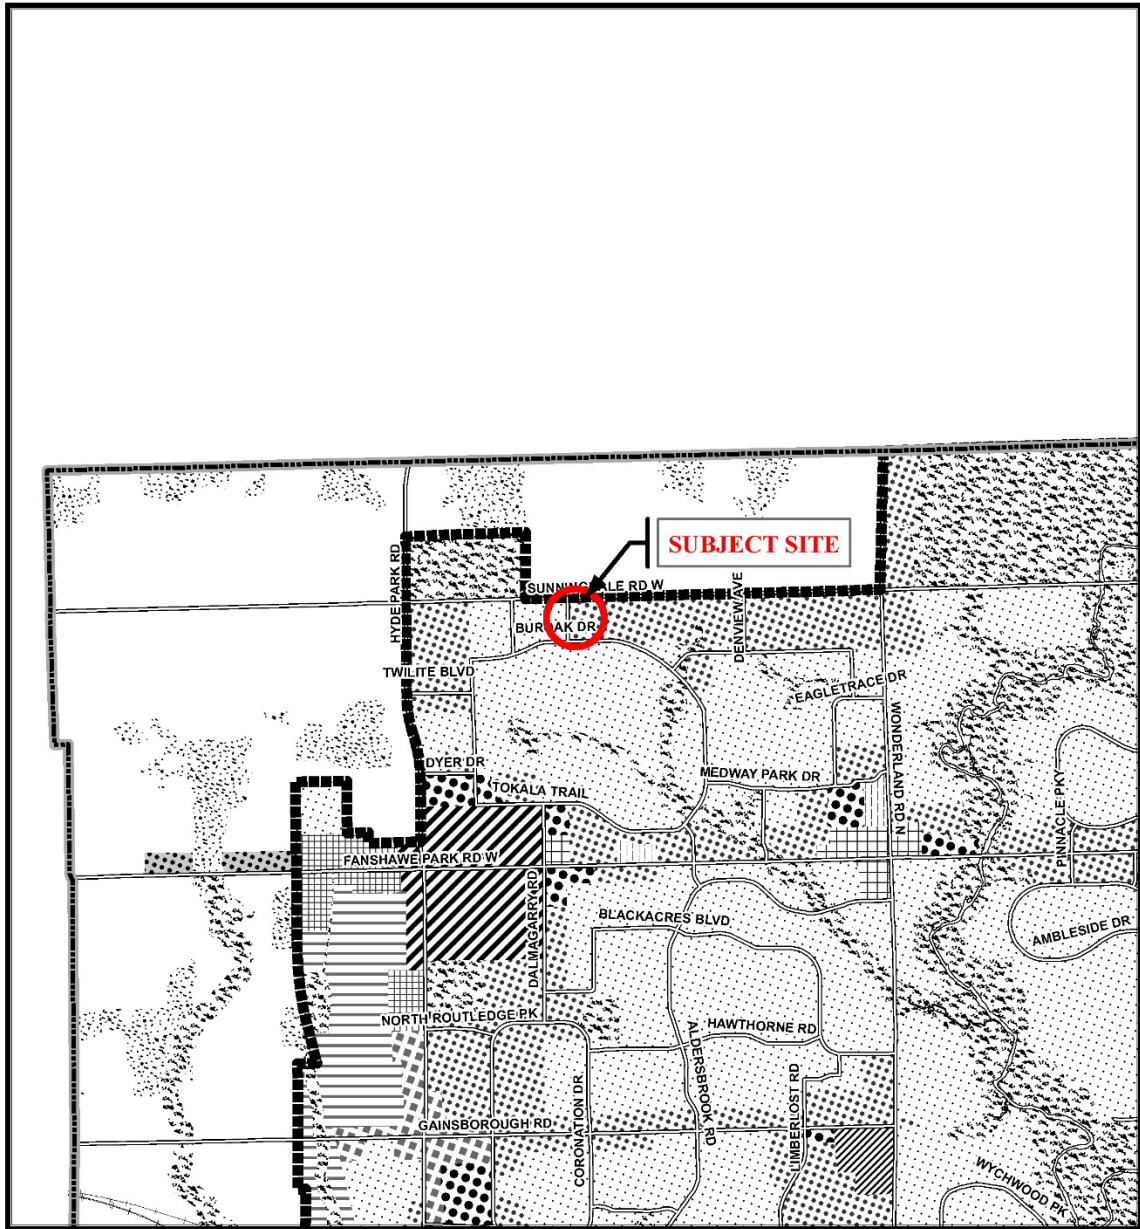 SUBJECT SITE
SUNNINGDALE RD W
HYDE PARK RD
BUROAK DR
DENVIEW AVE
TWILITE BLVD
EAGLETRACE DR
WONDERLAND RD N
DYER DR
MEDWAY PARK DR
TOKALA TRAIL
PINNACLE PKY
FANSHAWE PARK RD W
DALMAGARRY RD
BLACKACRES BLVD
AMBLESIDE DR
NORTH ROUTLEDGE PK
HAWTHORNE RD
ALDERSBROOK RD
CORONATION DR
LIMBERLOST RD
GAINSBOROUGH RD
WYCHWOOD PK